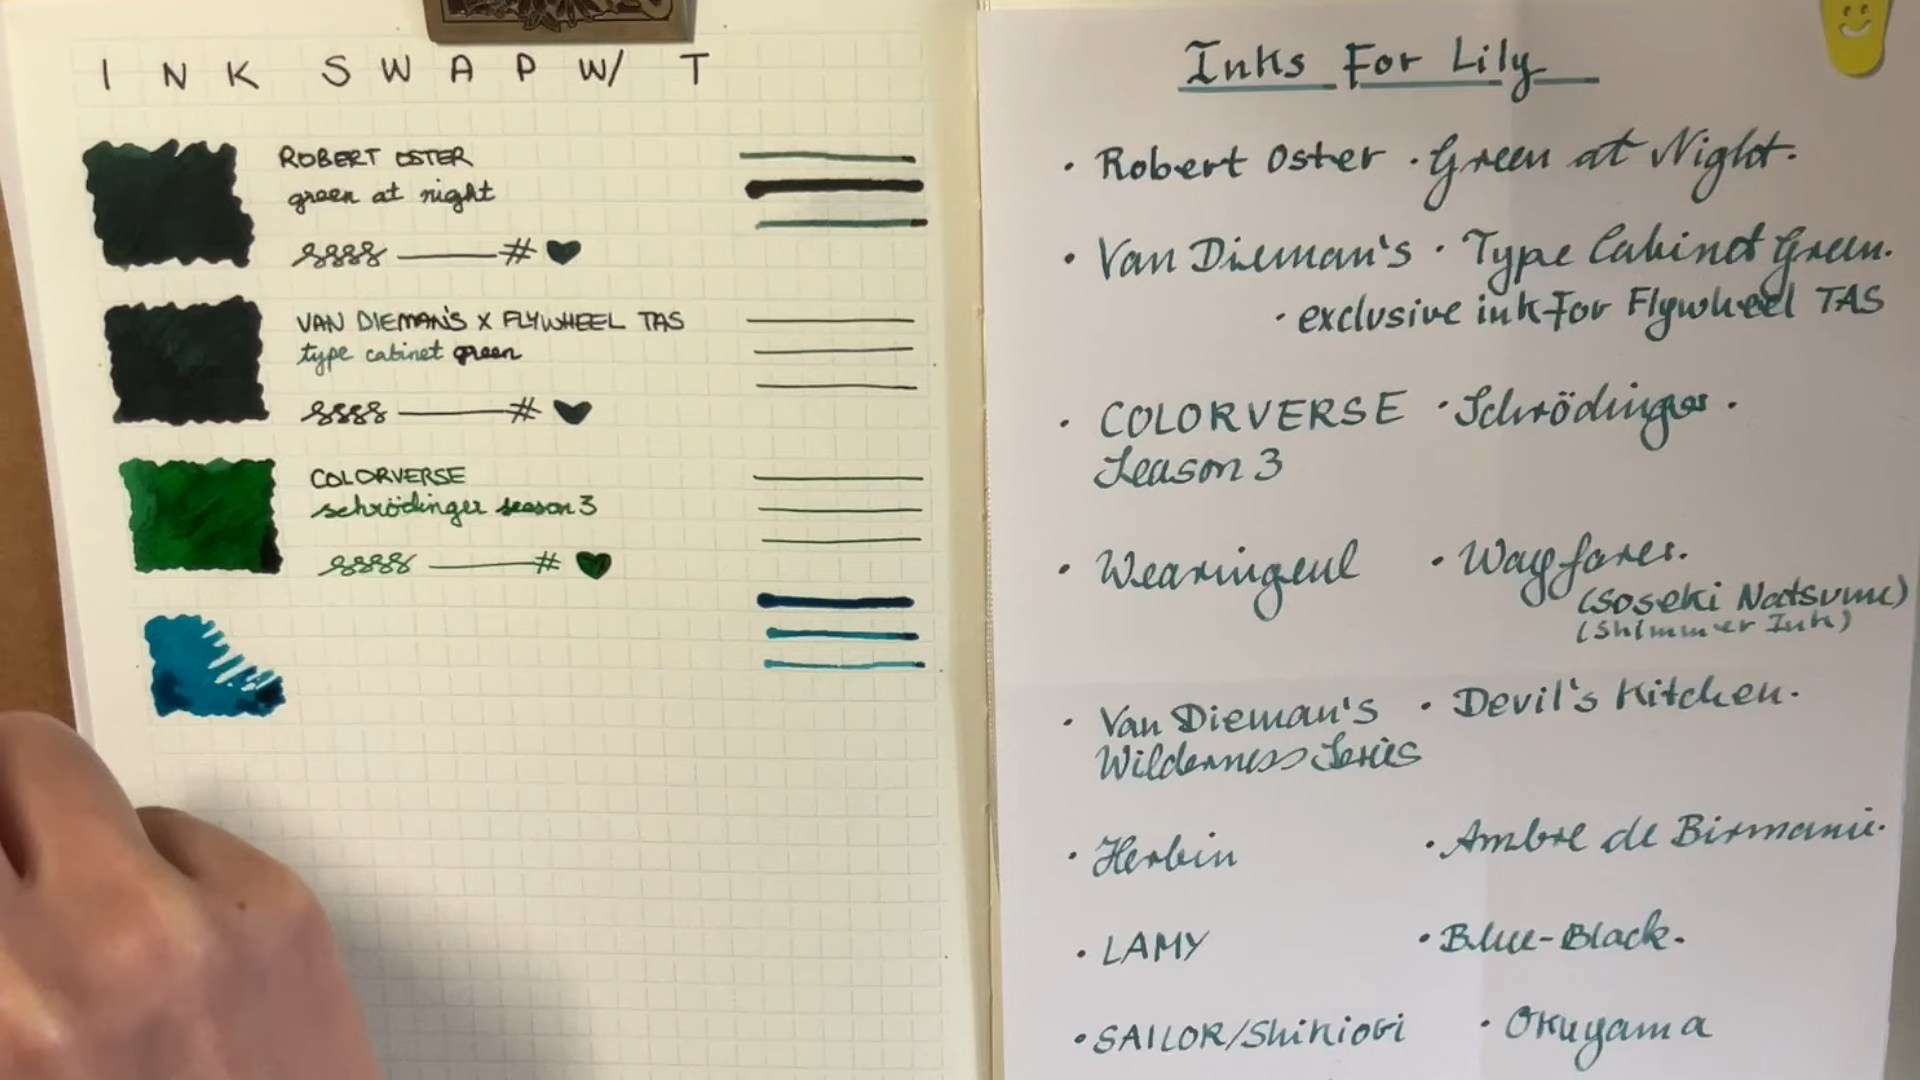 INK SWAP W/ T
ROBERT OSTER
green at night
#
VAN DIEMAN'S X FLYWHEEL TAS
type cabinet green
#
COLORVERSE
schrödinger season 3
#
Inks For Lily
· Robert Oster · Green at Night.
· Van Dieman's · Type Cabinet Green.
· exclusive ink for Flywheel TAS
· COLORVERSE · Schrödinger .
Season 3
· Wearingeul · Wayfarer.
(Soseki Natsume)
(Shimmer Ink)
· Van Dieman's · Devil's Kitchen.
Wilderness Series
· Herbin · Ambre de Birmanie.
· LAMY · Blue-Black.
· SAILOR/Shikiori · Okuyama